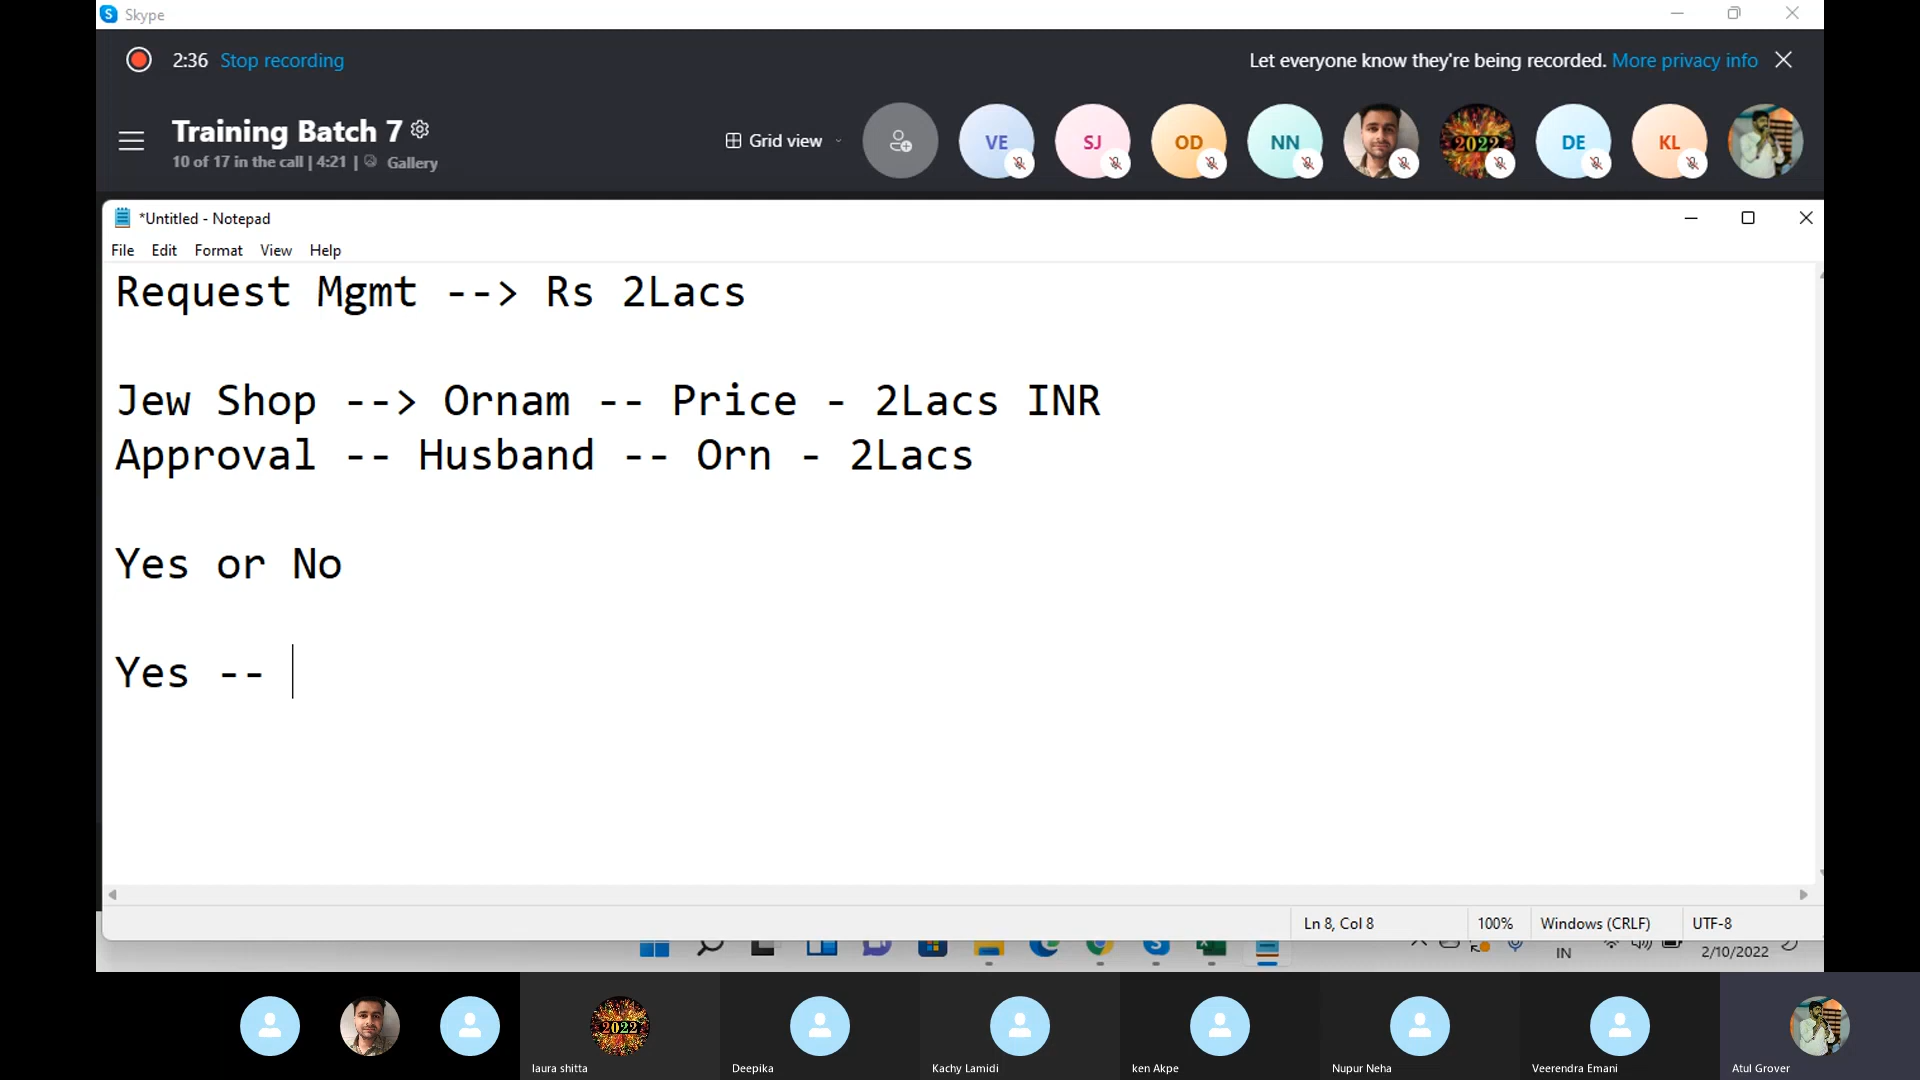 Skype
2:36 Stop recording
Let everyone know they're being recorded. More privacy info
Training Batch 7
10 of 17 in the call | 4:21 | Gallery
Grid view
VE
SJ
OD
NN
2022
DE
KL
*Untitled - Notepad
File Edit Format View Help
Request Mgmt --> Rs 2Lacs
Jew Shop --> Ornam -- Price - 2Lacs INR
Approval -- Husband -- Orn - 2Lacs
Yes or No
Yes --
Ln 8, Col 8
100%
Windows (CRLF)
UTF-8
IN
2/10/2022
2022
laura shitta
Deepika
Kachy Lamidi
ken Akpe
Nupur Neha
Veerendra Emani
Atul Grover